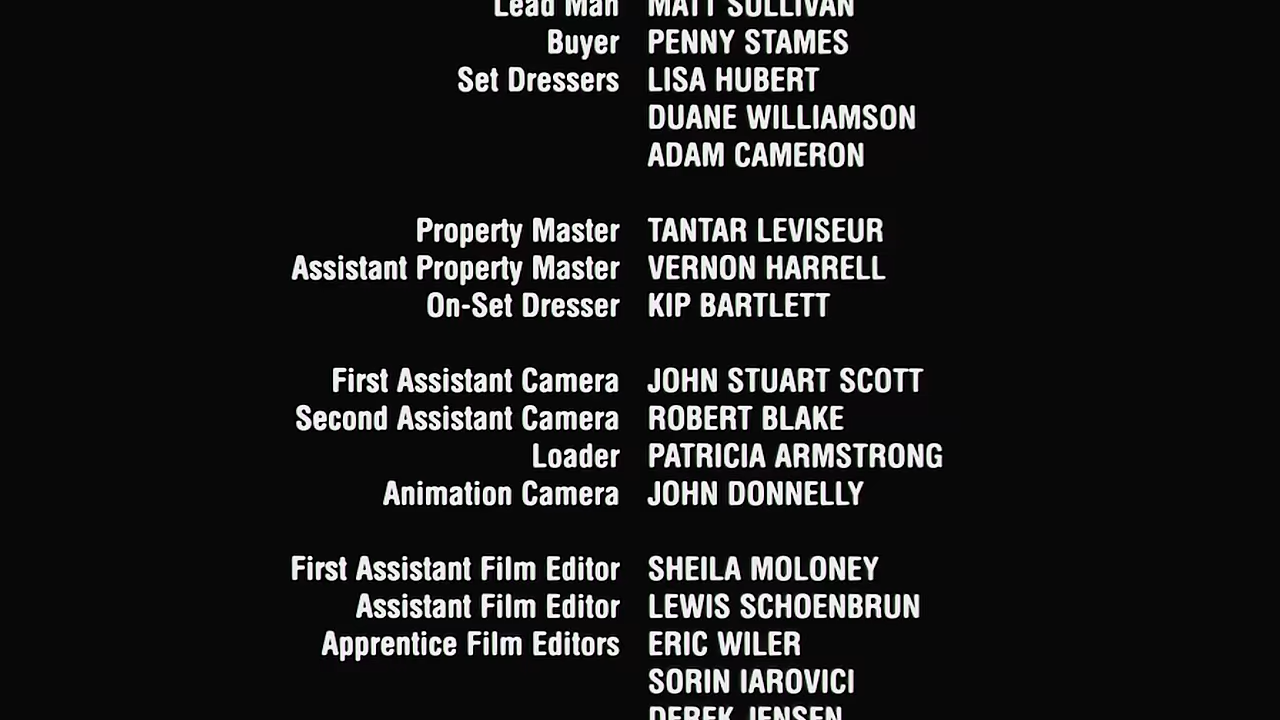 Lead Man MATT SULLIVAN
Buyer PENNY STAMES
Set Dressers LISA HUBERT
DUANE WILLIAMSON
ADAM CAMERON
Property Master TANTAR LEVISEUR
Assistant Property Master VERNON HARRELL
On-Set Dresser KIP BARTLETT
First Assistant Camera JOHN STUART SCOTT
Second Assistant Camera ROBERT BLAKE
Loader PATRICIA ARMSTRONG
Animation Camera JOHN DONNELLY
First Assistant Film Editor SHEILA MOLONEY
Assistant Film Editor LEWIS SCHOENBRUN
Apprentice Film Editors ERIC WILER
SORIN IAROVICI
DEREK JENSEN